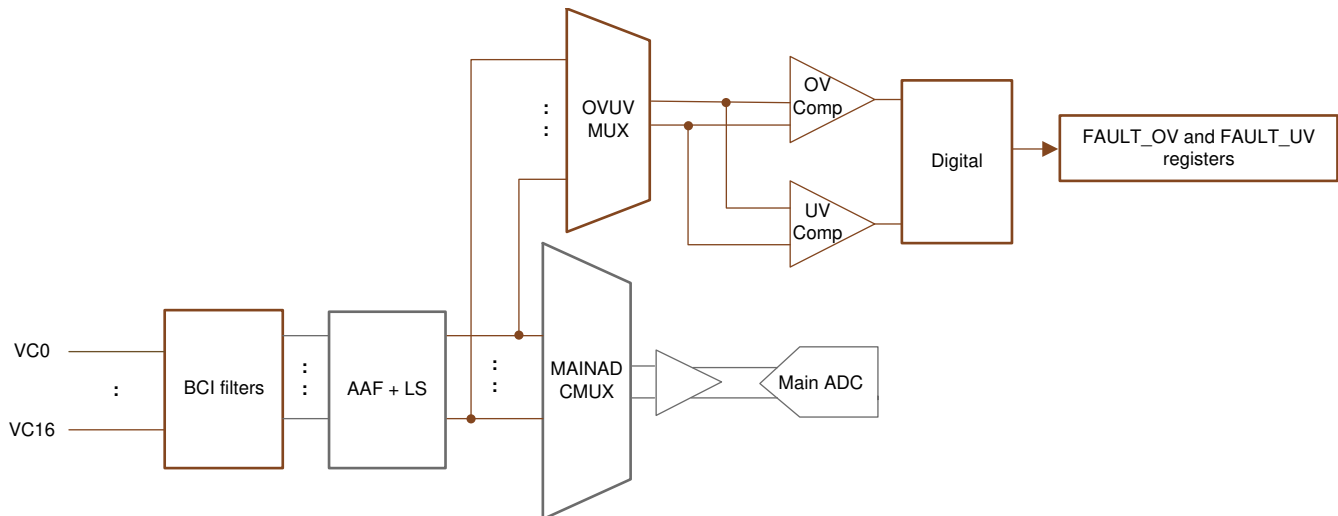 OVUV
MUX
OV
Comp
UV
Comp
Digital
FAULT_OV and FAULT_UV
registers
VC0
:
VC16
BCI filters
:
:
AAF + LS
:
:
:
:
MAINAD
CMUX
Main ADC